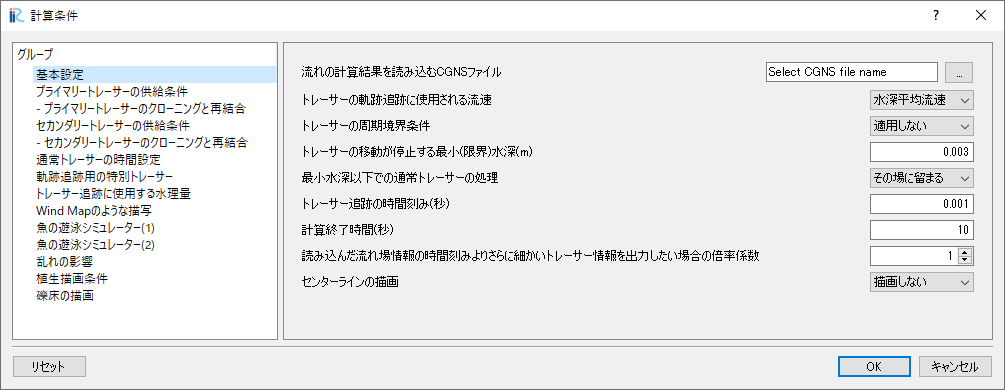 計算条件
グループ
基本設定
プライマリートレーサーの供給条件
- プライマリートレーサーのクローニングと再結合
セカンダリートレーサーの供給条件
- セカンダリートレーサーのクローニングと再結合
通常トレーサーの時間設定
軌跡追跡用の特別トレーサー
トレーサー追跡に使用する水理量
Wind Mapのような描写
魚の遊泳シミュレーター(1)
魚の遊泳シミュレーター(2)
乱れの影響
植生描画条件
礫床の描画
流れの計算結果を読み込むCGNSファイル Select CGNS file name ...
トレーサーの軌跡追跡に使用される流速 水深平均流速
トレーサーの周期境界条件 適用しない
トレーサーの移動が停止する最小(限界)水深(m) 0.003
最小水深以下での通常トレーサーの処理 その場に留まる
トレーサー追跡の時間刻み(秒) 0.001
計算終了時間(秒) 10
読み込んだ流れ場情報の時間刻みよりさらに細かいトレーサー情報を出力したい場合の倍率係数 1
センターラインの描画 描画しない
リセット OK キャンセル